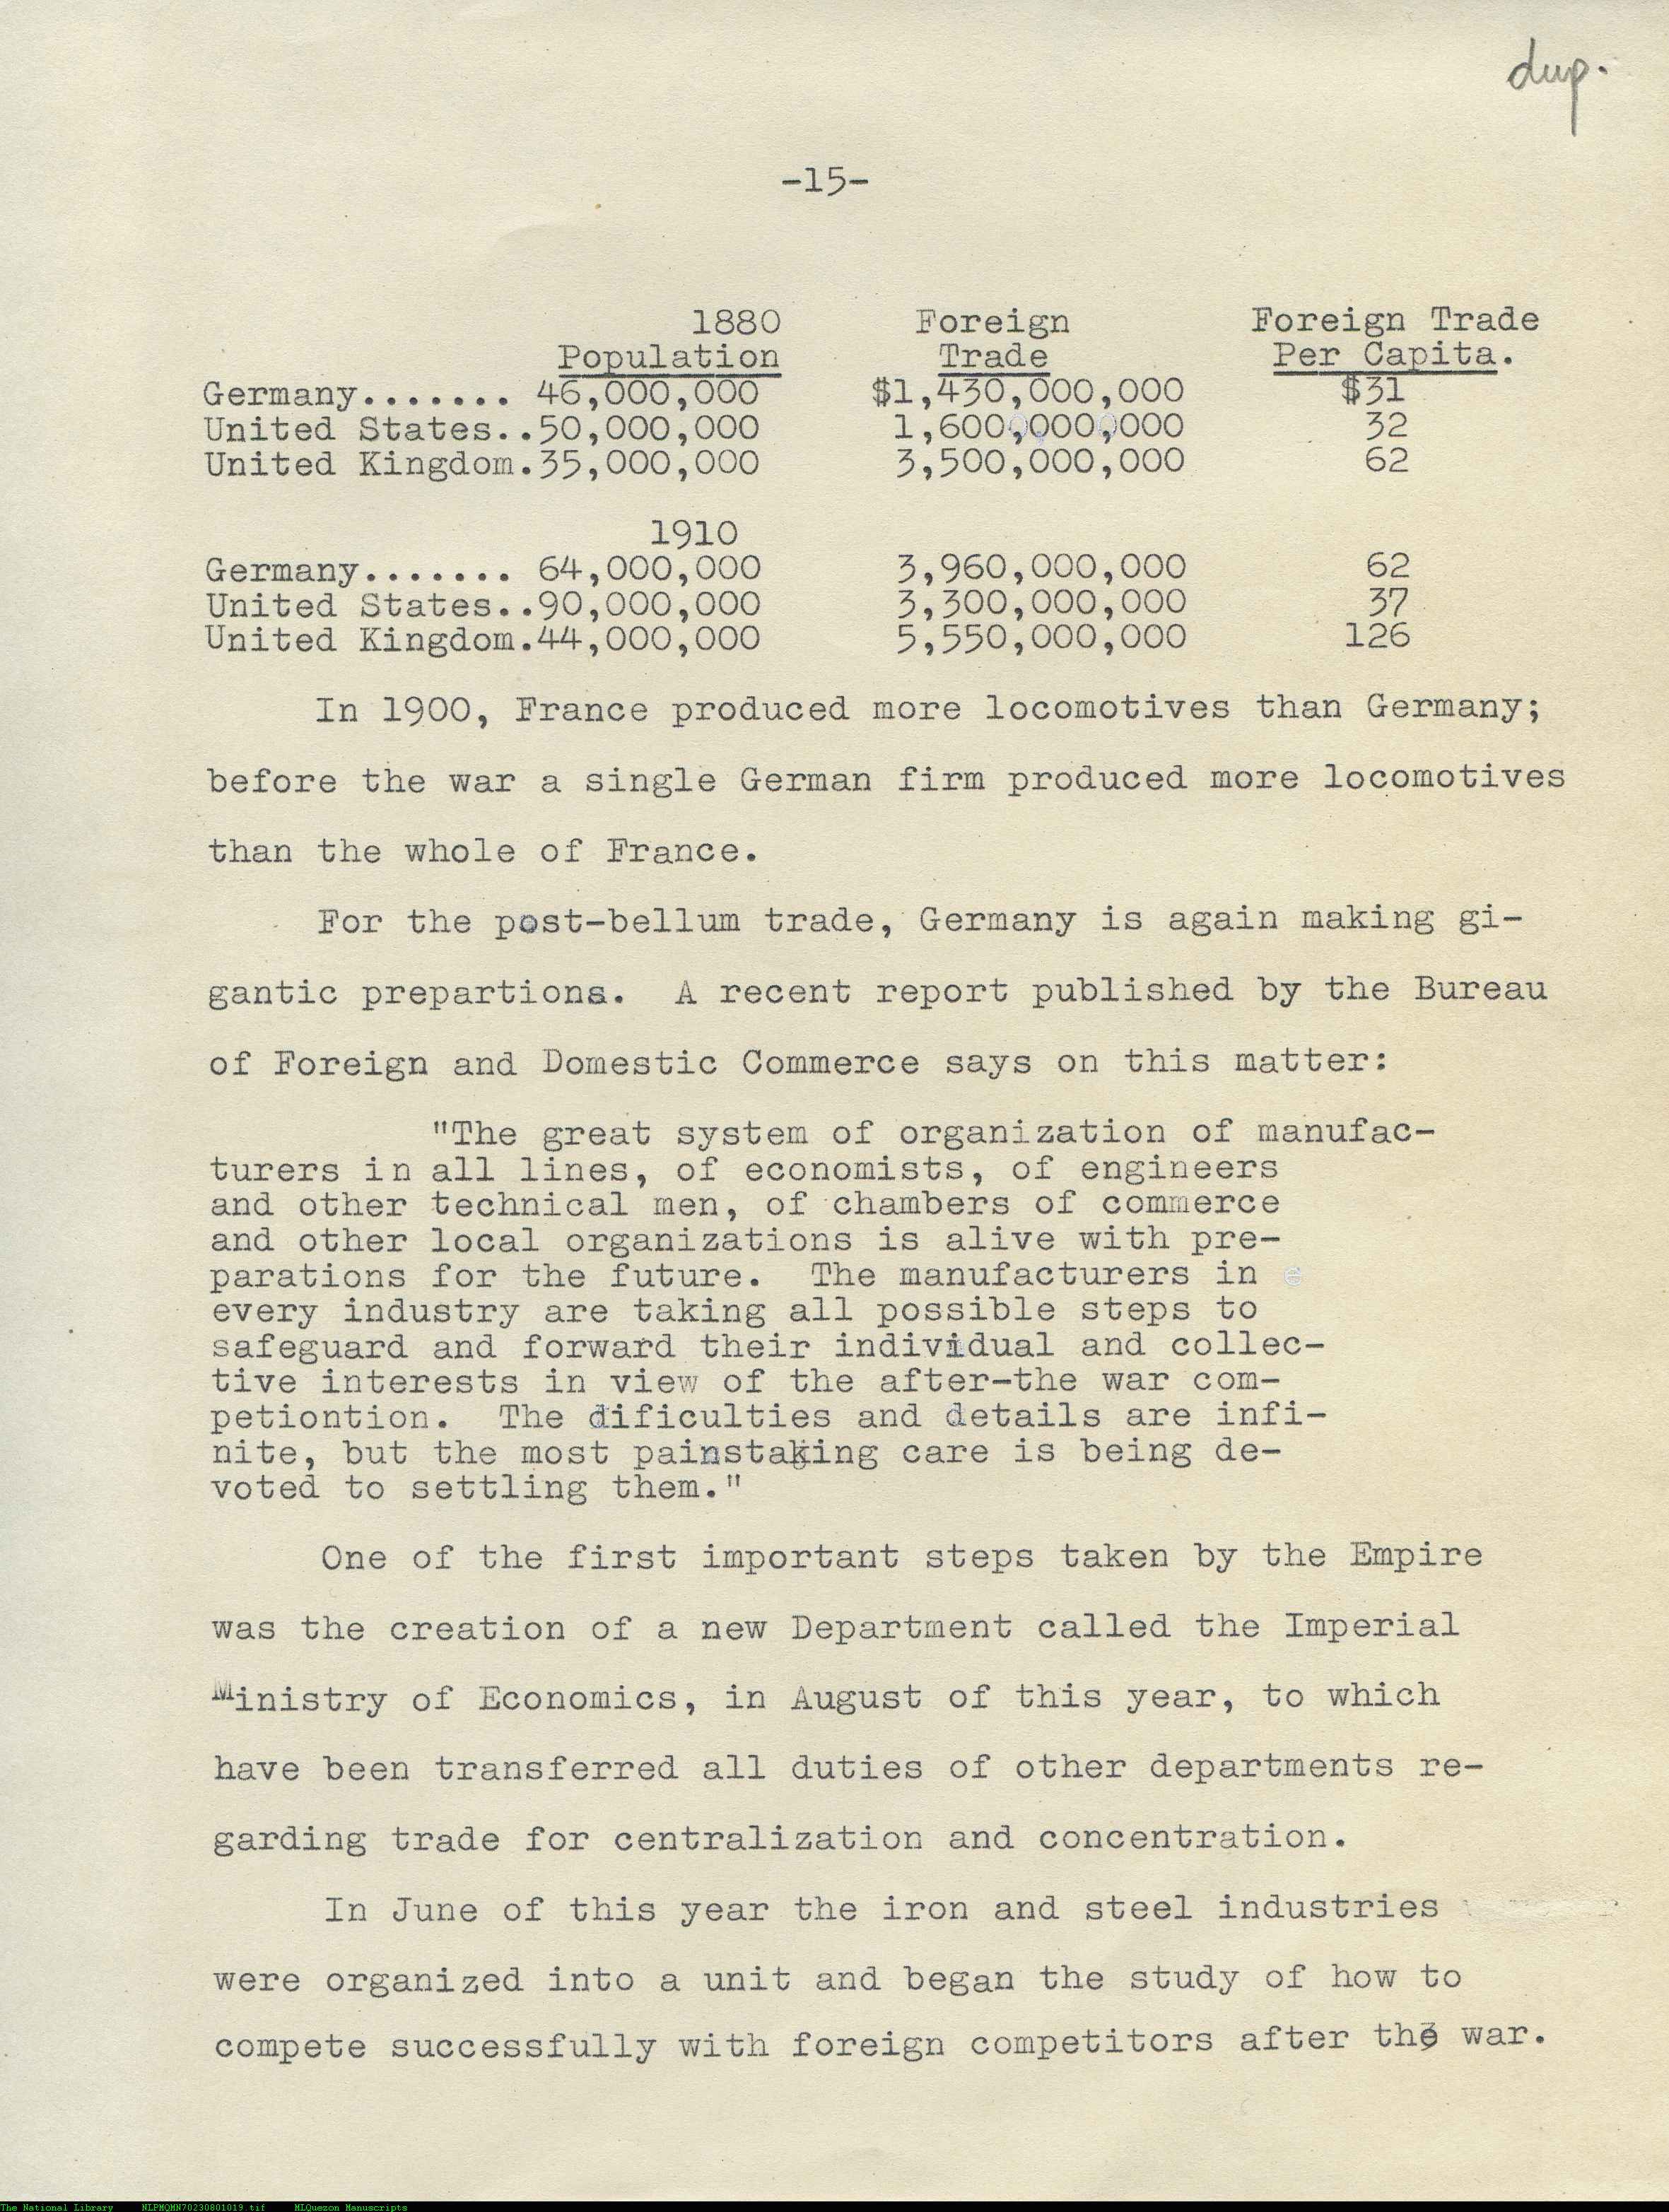 dup.
-15-
1880 Foreign Foreign Trade
Population Trade Per Capita.
Germany....... 46,000,000 $1,430,000,000 $31
United States..50,000,000 1,600,000,000 32
United Kingdom.35,000,000 3,500,000,000 62
1910
Germany....... 64,000,000 3,960,000,000 62
United States..90,000,000 3,300,000,000 37
United Kingdom.44,000,000 5,550,000,000 126
In 1900, France produced more locomotives than Germany;
before the war a single German firm produced more locomotives
than the whole of France.
For the post-bellum trade, Germany is again making gi-
gantic prepartions. A recent report published by the Bureau
of Foreign and Domestic Commerce says on this matter:
"The great system of organization of manufac-
turers in all lines, of economists, of engineers
and other technical men, of chambers of commerce
and other local organizations is alive with pre-
parations for the future. The manufacturers in
every industry are taking all possible steps to
safeguard and forward their individual and collec-
tive interests in view of the after-the war com-
petiontion. The dificulties and details are infi-
nite, but the most painstaking care is being de-
voted to settling them."
One of the first important steps taken by the Empire
was the creation of a new Department called the Imperial
Ministry of Economics, in August of this year, to which
have been transferred all duties of other departments re-
garding trade for centralization and concentration.
In June of this year the iron and steel industries
were organized into a unit and began the study of how to
compete successfully with foreign competitors after the war.
The National Library NLPMQMN70230801019.tif MLQuezon Manuscripts